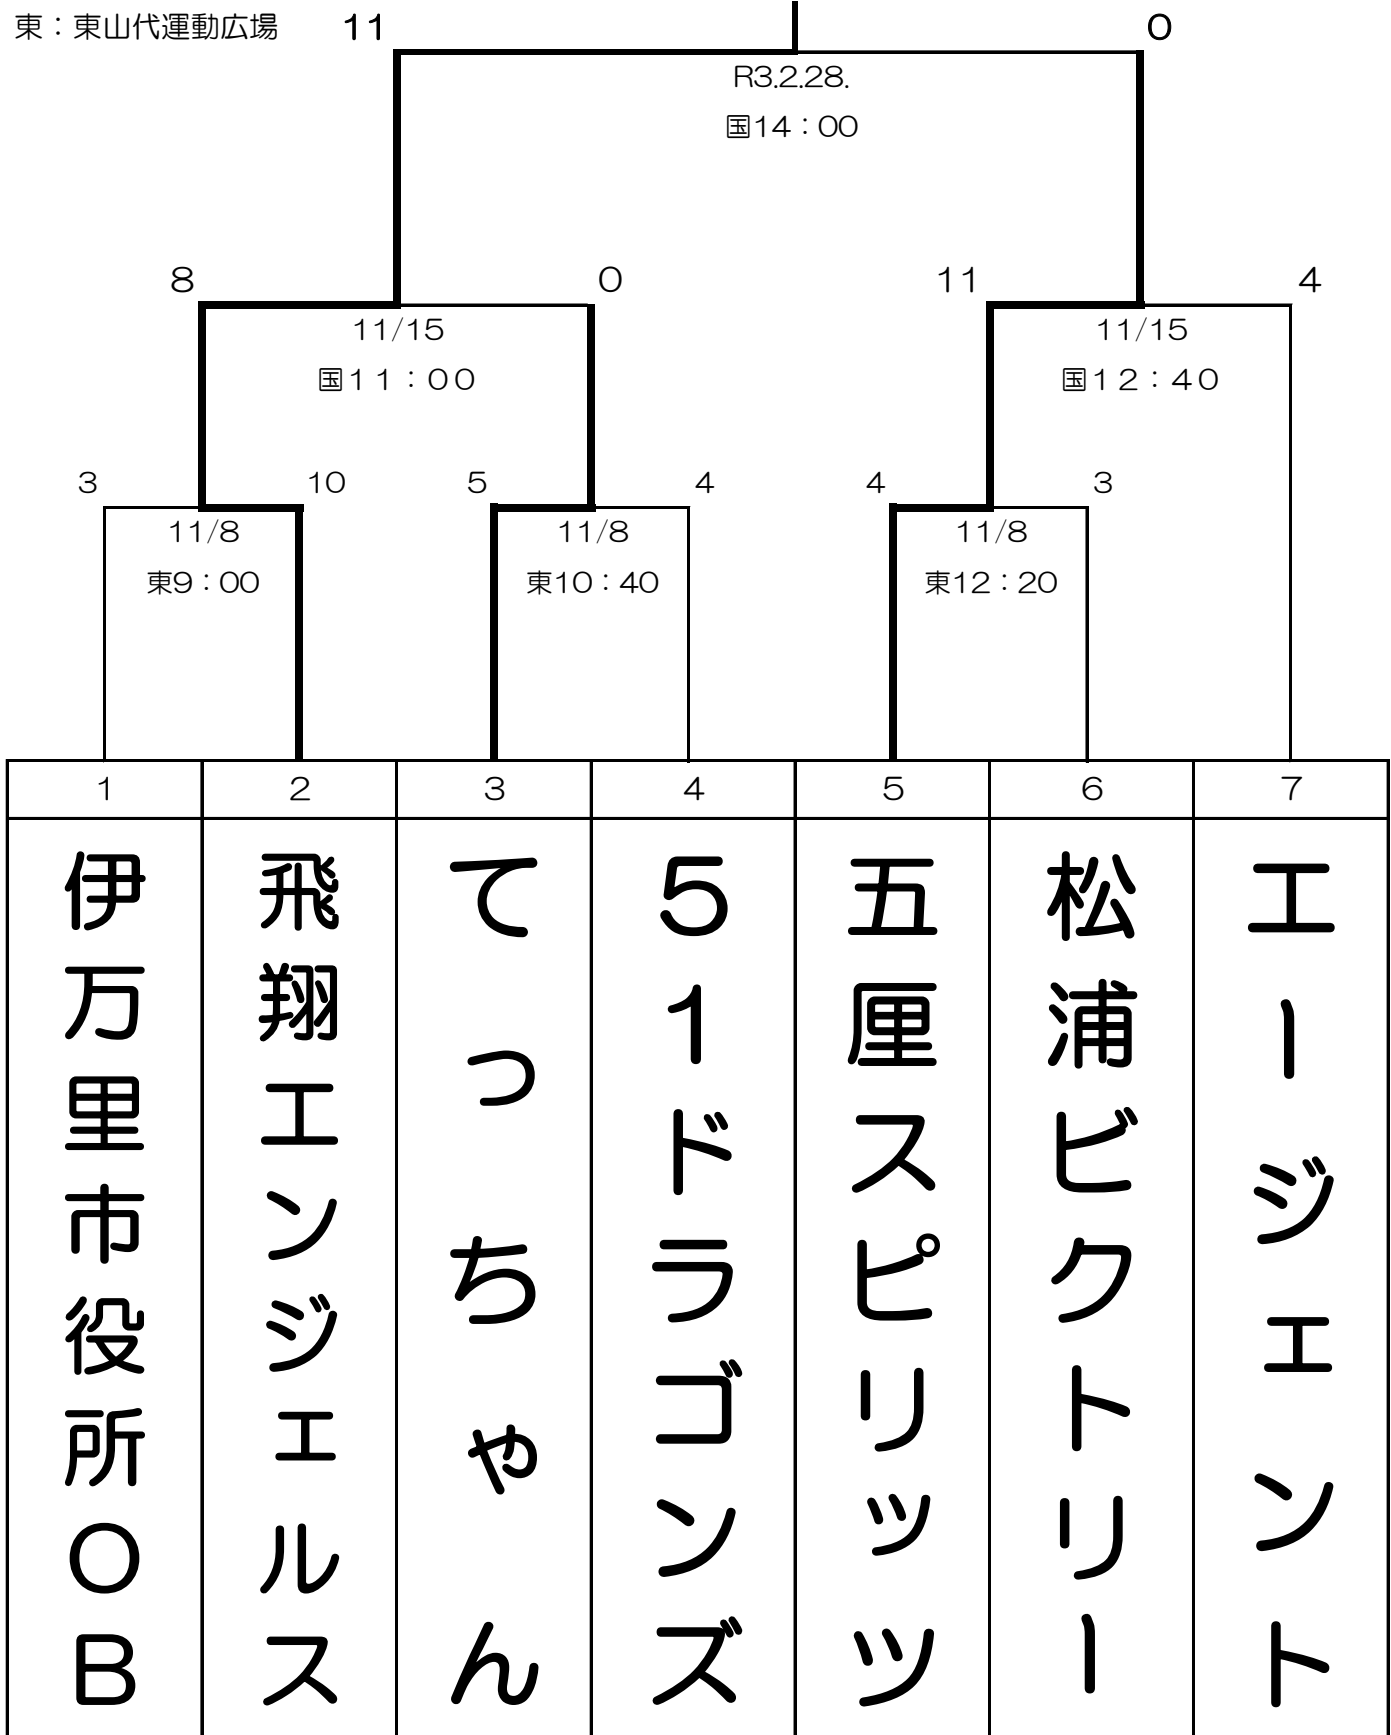 東：東山代運動広場
11 0
R3.2.28.
国14：00
8 0 11 4
11/15 11/15
国１１：００ 国１２：４０
3 10 5 4 4 3
11/8 11/8 11/8
東9：00 東10：40 東12：20
1 2 3 4 5 6 7
伊万里市役所ＯＢ
飛翔エンジェルス
てっちゃん
５１ドラゴンズ
五厘スピリッツ
松浦ビクトリー
エージェント